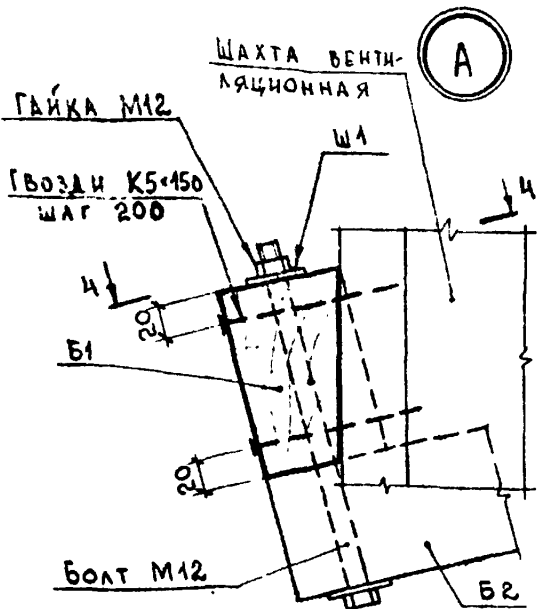 А
ШАХТА ВЕНТИ-
ЛЯЦИОННАЯ
ГАЙКА М12
Ш1
ГВОЗДИ К5×150
ШАГ 200
4
4
20
Б1
20
БОЛТ М12
Б2